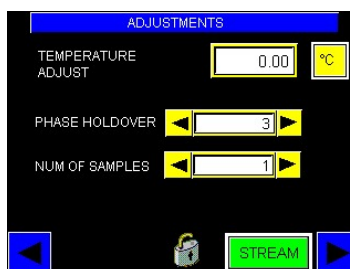 ADJUSTMENTS
TEMPERATURE
ADJUST
0.00 °C
PHASE HOLDOVER 3
NUM OF SAMPLES 1
STREAM